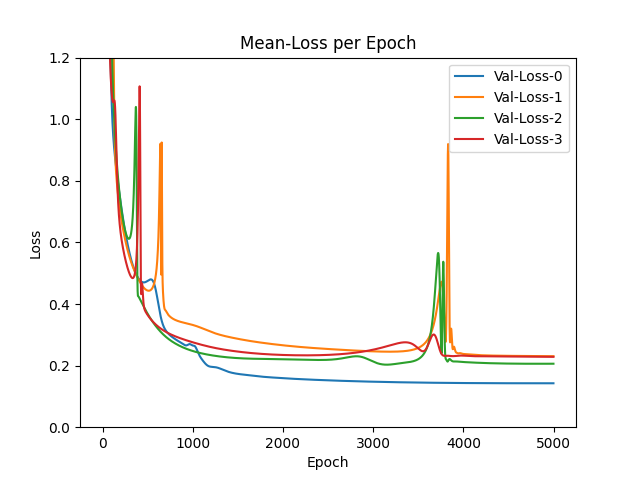 Mean-Loss per Epoch
Loss
1.2
1.0
0.8
0.6
0.4
0.2
0.0
Val-Loss-0
Val-Loss-1
Val-Loss-2
Val-Loss-3
0 1000 2000 3000 4000 5000
Epoch